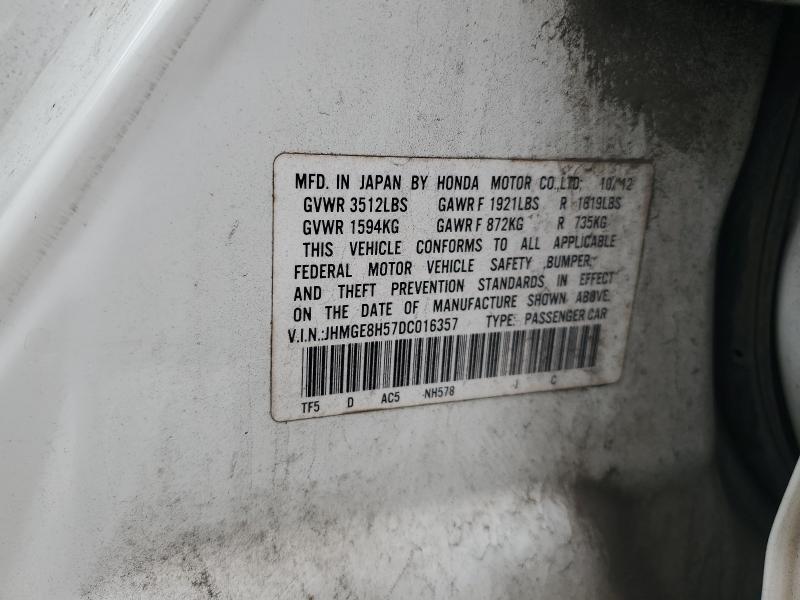 MFD. IN JAPAN BY HONDA MOTOR CO.,LTD; 10/12
GVWR 3512LBS GAWR F 1921LBS R 1619LBS
GVWR 1594KG GAWR F 872KG R 735KG
THIS VEHICLE CONFORMS TO ALL APPLICABLE
FEDERAL MOTOR VEHICLE SAFETY ,BUMPER,
AND THEFT PREVENTION STANDARDS IN EFFECT
ON THE DATE OF MANUFACTURE SHOWN ABOVE.
V.I.N.:JHMGE8H57DC016357 TYPE: PASSENGER CAR
TF5 D AC5 NH578 J C